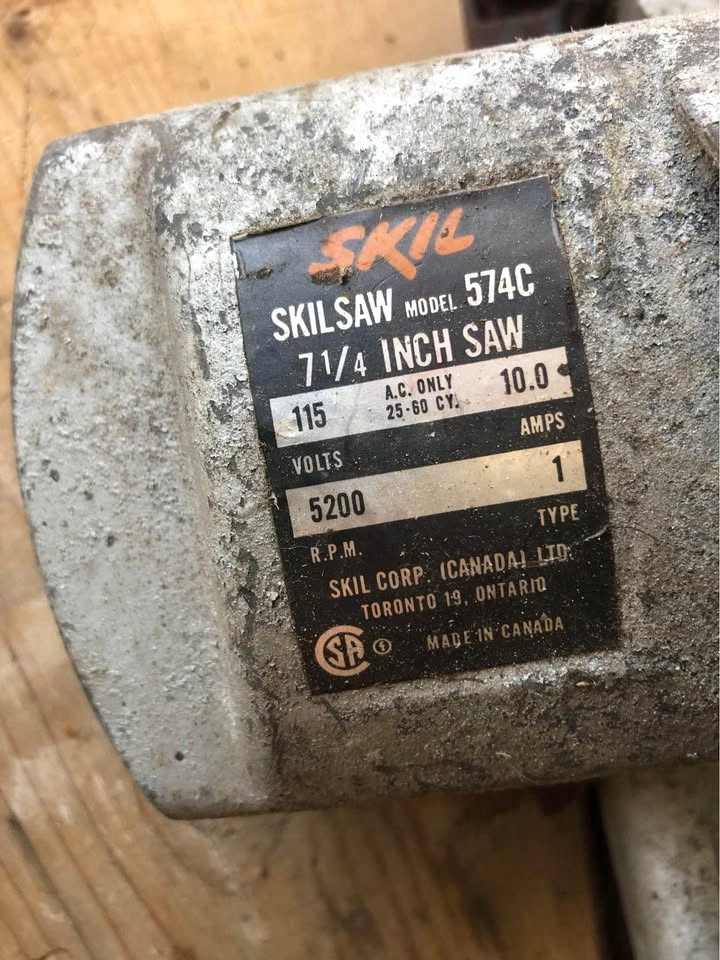 SKIL
SKILSAW MODEL 574C
7 1/4 INCH SAW
115 A.C. ONLY 25-60 CY. 10.0
VOLTS AMPS
5200 1
R.P.M. TYPE
SKIL CORP. (CANADA) LTD.
TORONTO 19, ONTARIO
CSA MADE IN CANADA